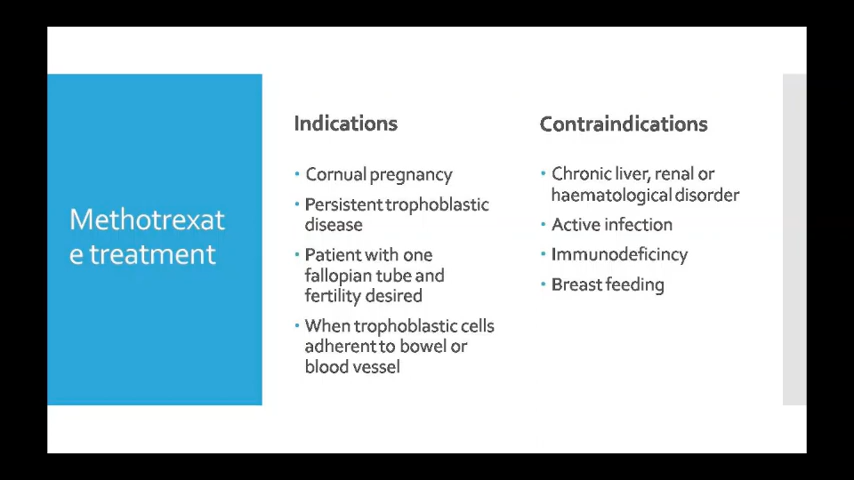 Methotrexat
e treatment
Indications
• Cornual pregnancy
• Persistent trophoblastic
disease
• Patient with one
fallopian tube and
fertility desired
• When trophoblastic cells
adherent to bowel or
blood vessel
Contraindications
• Chronic liver, renal or
haematological disorder
• Active infection
• Immunodeficincy
• Breast feeding